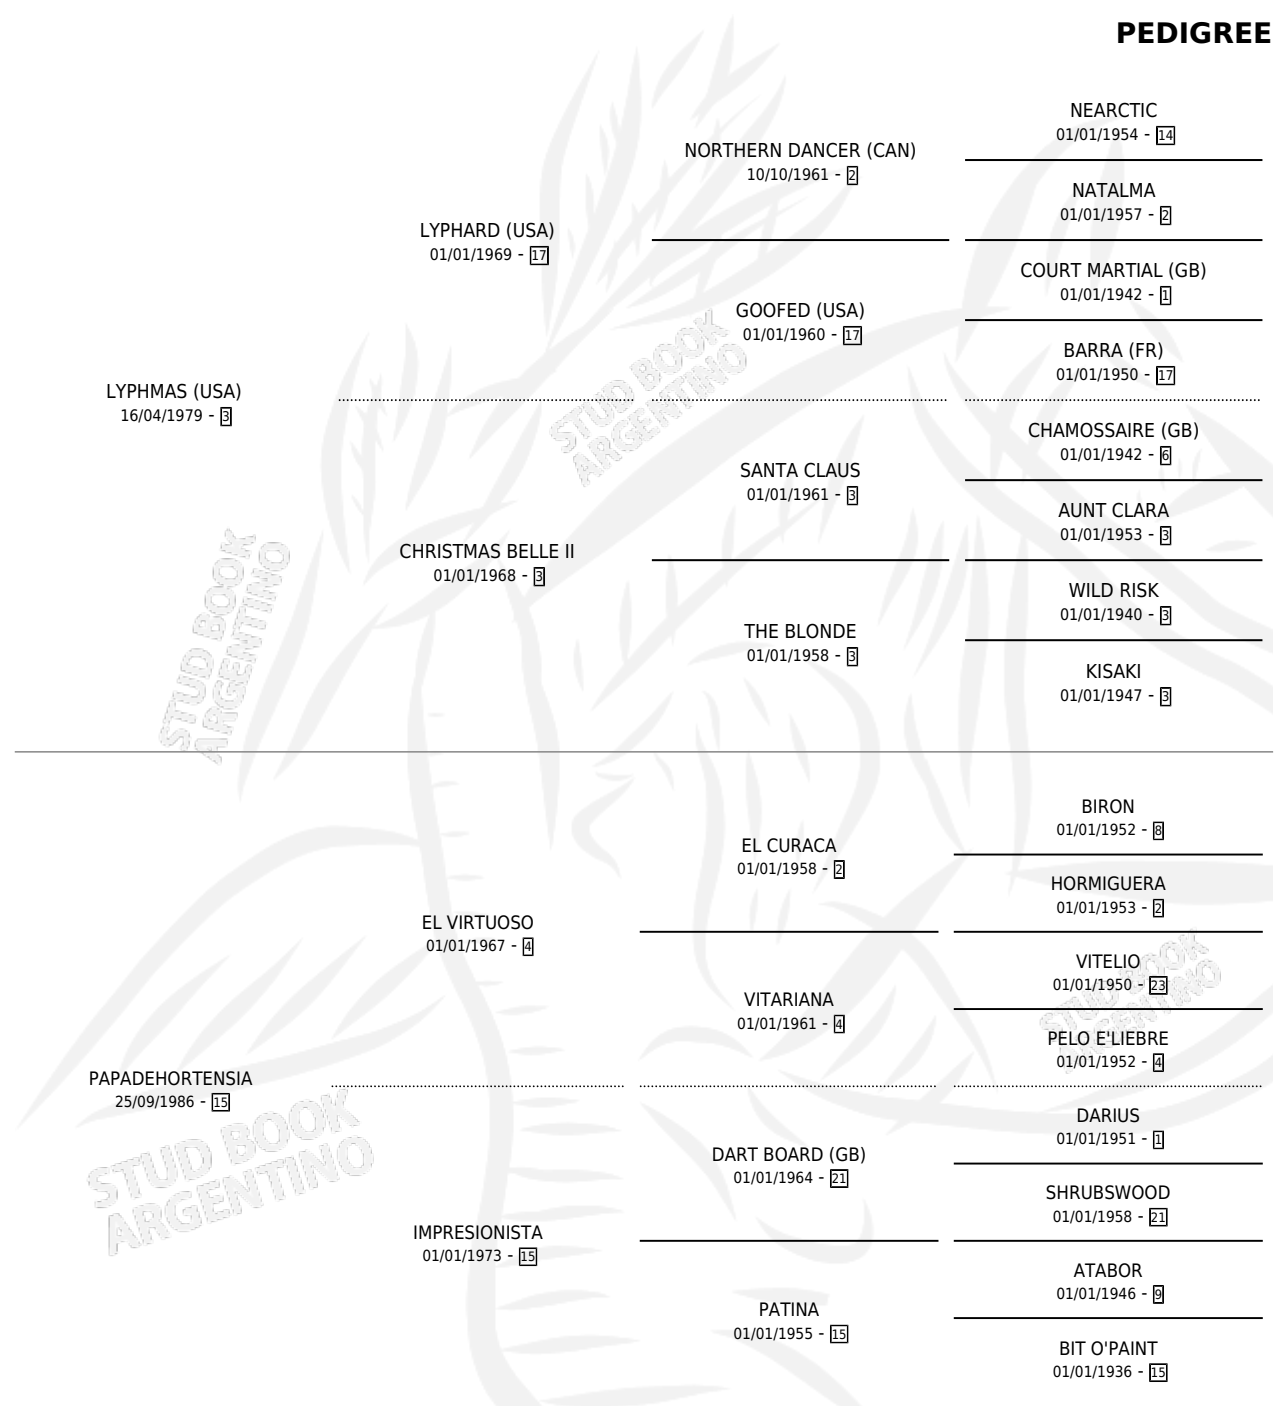 PEDIGREE
NEARCTIC
01/01/1954 - 14
NORTHERN DANCER (CAN)
10/10/1961 - 2
NATALMA
01/01/1957 - 2
LYPHARD (USA)
01/01/1969 - 17
COURT MARTIAL (GB)
01/01/1942 - 1
GOOFED (USA)
01/01/1960 - 17
BARRA (FR)
01/01/1950 - 17
LYPHMAS (USA)
16/04/1979 - 3
STUD BOOK
ARGENTINO
CHAMOSSAIRE (GB)
01/01/1942 - 6
SANTA CLAUS
01/01/1961 - 3
AUNT CLARA
01/01/1953 - 3
CHRISTMAS BELLE II
01/01/1968 - 3
WILD RISK
01/01/1940 - 3
THE BLONDE
01/01/1958 - 3
KISAKI
01/01/1947 - 3
STUD BOOK
ARGENTINO
BIRON
01/01/1952 - 8
EL CURACA
01/01/1958 - 2
HORMIGUERA
01/01/1953 - 2
EL VIRTUOSO
01/01/1967 - 4
VITELIO
01/01/1950 - 23
VITARIANA
01/01/1961 - 4
STUD BOOK
ARGENTINO
PELO E'LIEBRE
01/01/1952 - 4
PAPADEHORTENSIA
25/09/1986 - 15
DARIUS
01/01/1951 - 1
DART BOARD (GB)
01/01/1964 - 21
SHRUBSWOOD
01/01/1958 - 21
STUD BOOK
ARGENTINO
IMPRESIONISTA
01/01/1973 - 15
ATABOR
01/01/1946 - 9
PATINA
01/01/1955 - 15
BIT O'PAINT
01/01/1936 - 15